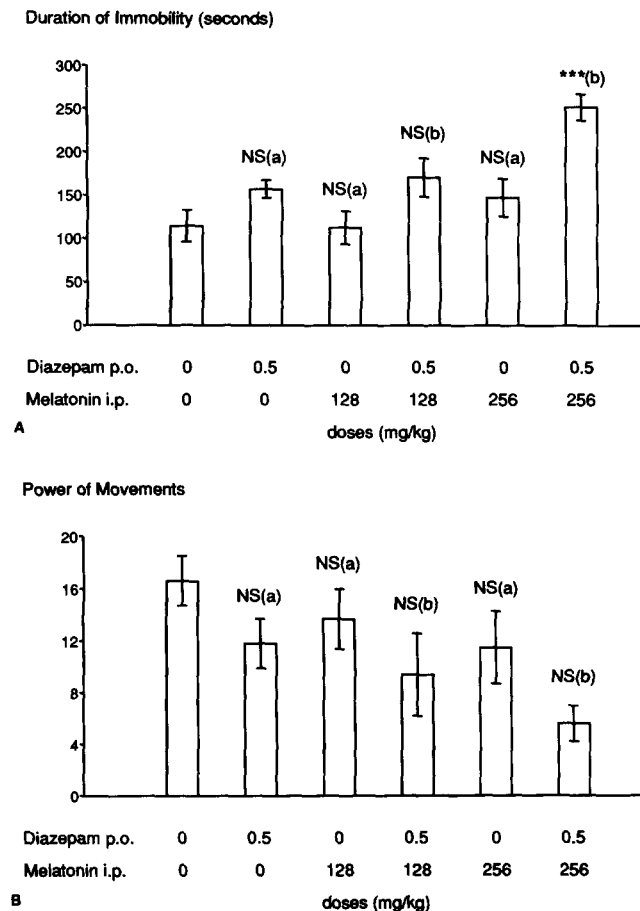 Duration of Immobility (seconds)
300
250
200
150
100
50
0
NS(a)
NS(a)
NS(b)
NS(a)
***(b)
Diazepam p.o. 0 0.5 0 0.5 0 0.5
Melatonin i.p. 0 0 128 128 256 256
A doses (mg/kg)
Power of Movements
20
16
12
8
4
0
NS(a)
NS(a)
NS(b)
NS(a)
NS(b)
Diazepam p.o. 0 0.5 0 0.5 0 0.5
Melatonin i.p. 0 0 128 128 256 256
B doses (mg/kg)